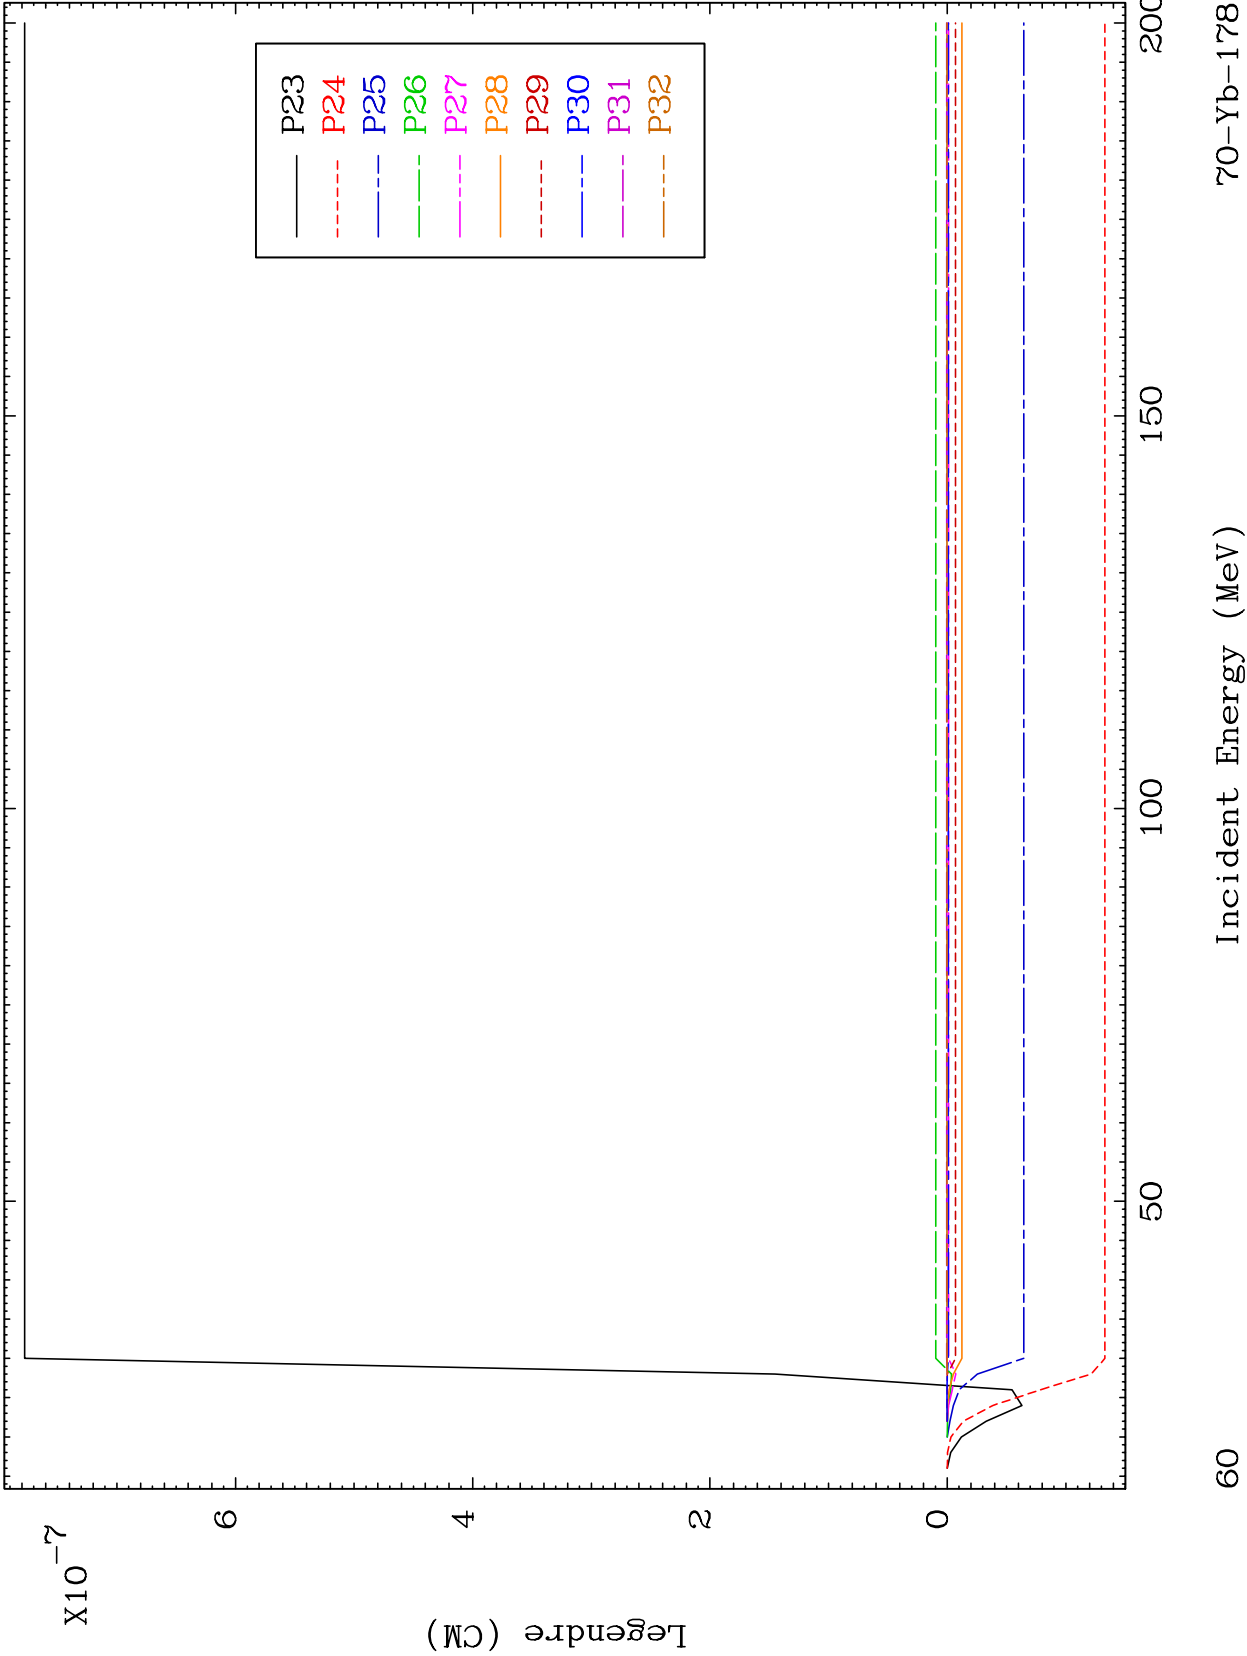 X10-7
6
4
2
0
Legendre (CM)
P23
P24
P25
P26
P27
P28
P29
P30
P31
P32
50
100
150
200
Incident Energy (MeV)
60
70-Yb-178